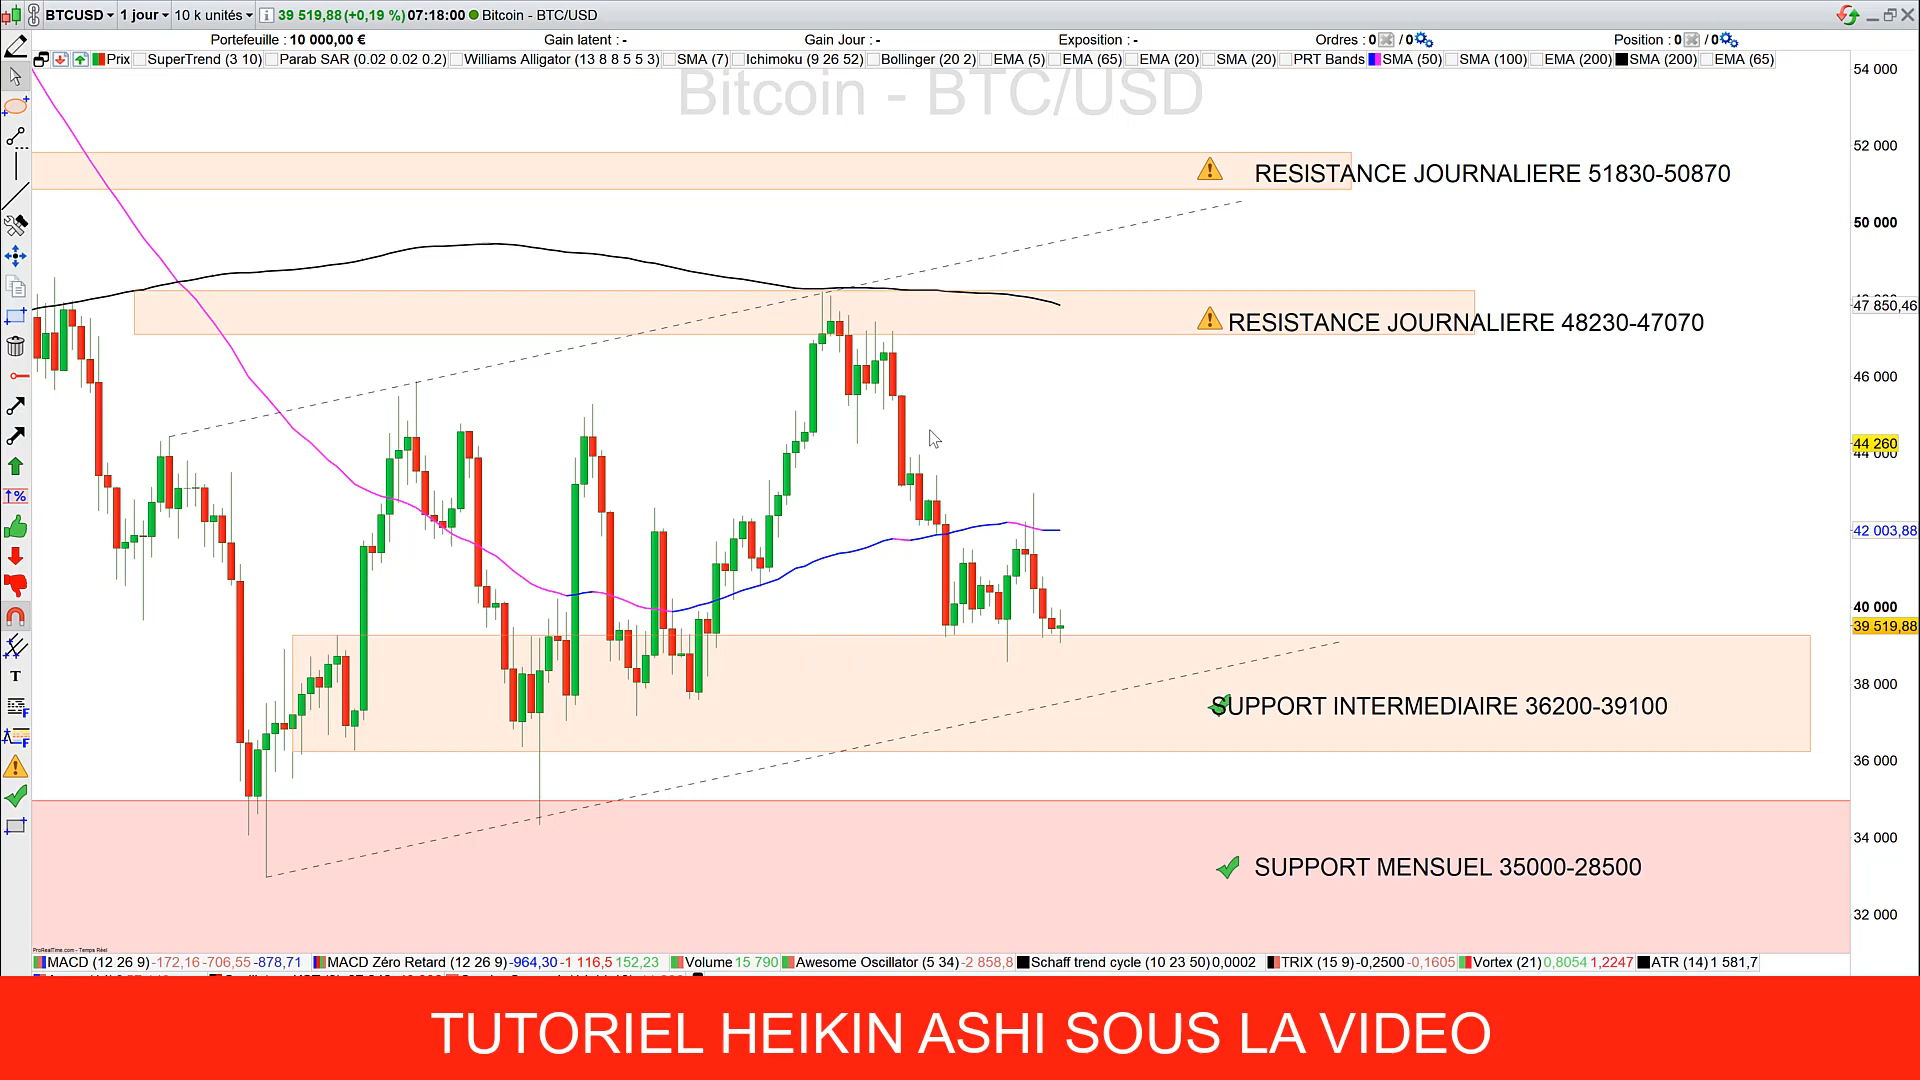 BTCUSD 1 jour 10 k unités 39 519,88 (+0,19 %) 07:18:00 Bitcoin - BTC/USD
Portefeuille : 10 000,00 € Gain latent : - Gain Jour : - Exposition : - Ordres : 0 / 0 Position : 0 / 0
Prix SuperTrend (3 10) Parab SAR (0.02 0.02 0.2) Williams Alligator (13 8 8 5 5 3) SMA (7) Ichimoku (9 26 52) Bollinger (20 2) EMA (5) EMA (65) EMA (20) SMA (20) PRT Bands SMA (50) SMA (100) EMA (200) SMA (200) EMA (65)
54 000
Bitcoin - BTC/USD
52 000
RESISTANCE JOURNALIERE 51830-50870
50 000
47 850,46
RESISTANCE JOURNALIERE 48230-47070
46 000
44 260
44 000
42 003,88
40 000
39 519,88
38 000
SUPPORT INTERMEDIAIRE 36200-39100
36 000
34 000
SUPPORT MENSUEL 35000-28500
32 000
ProRealTime.com - Temps Réel
MACD (12 26 9) -172,16 -706,55 -878,71 MACD Zéro Retard (12 26 9) -964,30 -1 116,5 152,23 Volume 15 790 Awesome Oscillator (5 34) -2 858,8 Schaff trend cycle (10 23 50) 0,0002 TRIX (15 9) -0,2500 -0,1605 Vortex (21) 0,8054 1,2247 ATR (14) 1 581,7
TUTORIEL HEIKIN ASHI SOUS LA VIDEO